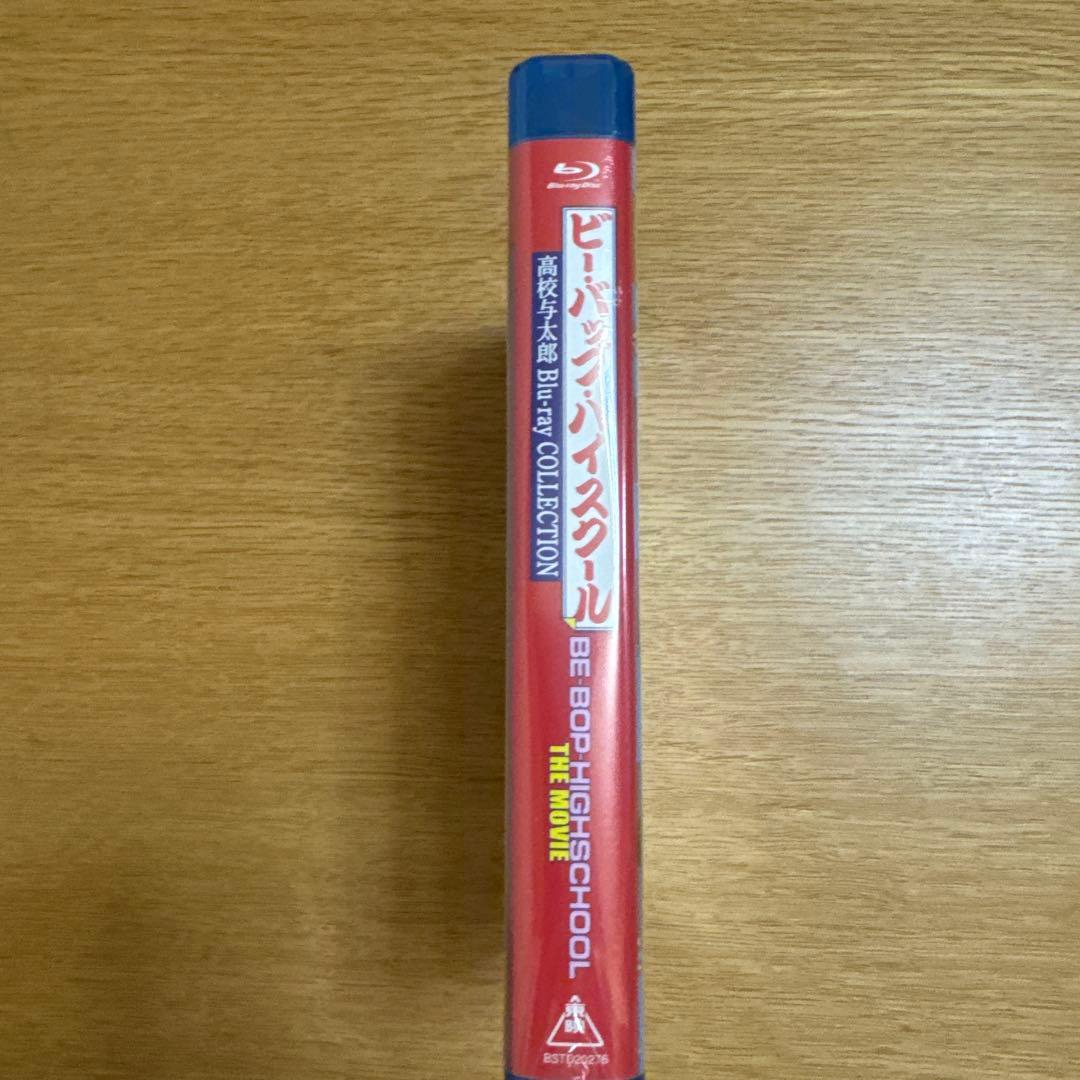 Blu-ray Disc
ビー・バップ・ハイスクール
高校与太郎 Blu-ray COLLECTION
BE-BOP-HIGHSCHOOL
THE MOVIE
東映
BSTD20276